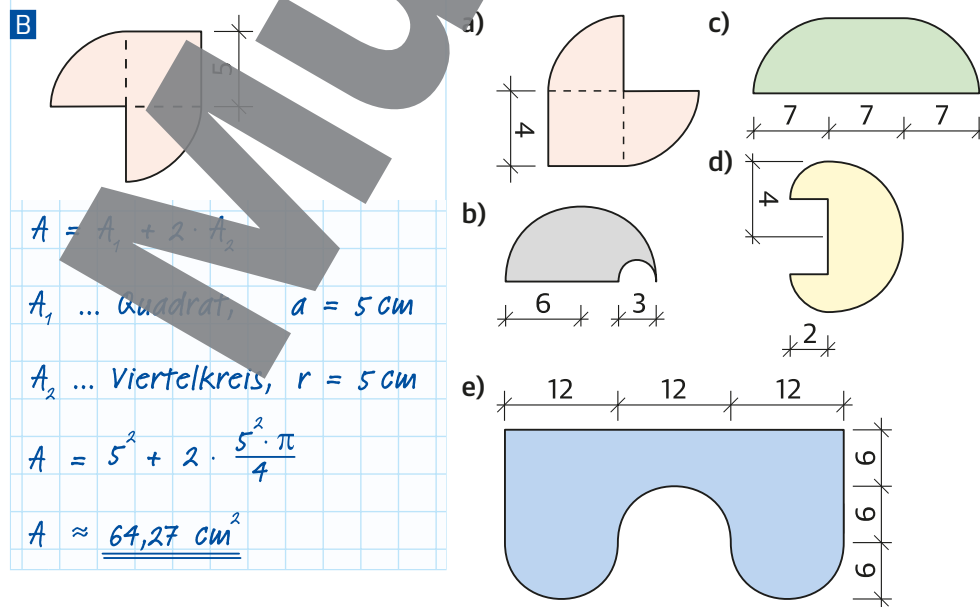 B
5
A = A₁ + 2 · A₂
A₁ ... Quadrat, a = 5 cm
A₂ ... Viertelkreis, r = 5 cm
A = 5² + 2 · 5² · π / 4
A ≈ 64,27 cm²
a)
4
b)
6 3
c)
7 7 7
d)
4
2
e)
12 12 12
6
6
6
Mu